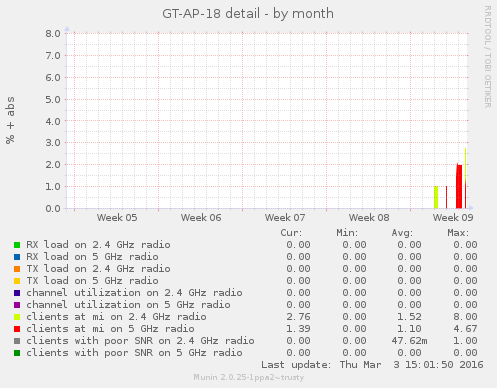 GT-AP-18 detail - by month
RRDTOOL / TOBI OETIKER
% + abs
8.0
7.0
6.0
5.0
4.0
3.0
2.0
1.0
0.0
Week 05 Week 06 Week 07 Week 08 Week 09
Cur: Min: Avg: Max:
RX load on 2.4 GHz radio 0.00 0.00 0.00 0.00
RX load on 5 GHz radio 0.00 0.00 0.00 0.00
TX load on 2.4 GHz radio 0.00 0.00 0.00 0.00
TX load on 5 GHz radio 0.00 0.00 0.00 0.00
channel utilization on 2.4 GHz radio 0.00 0.00 0.00 0.00
channel utilization on 5 GHz radio 0.00 0.00 0.00 0.00
clients at mi on 2.4 GHz radio 2.76 0.00 1.52 8.00
clients at mi on 5 GHz radio 1.39 0.00 1.10 4.67
clients with poor SNR on 2.4 GHz radio 0.00 0.00 47.62m 1.00
clients with poor SNR on 5 GHz radio 0.00 0.00 0.00 0.00
Last update: Thu Mar 3 15:01:50 2016
Munin 2.0.25-1ppa2~trusty